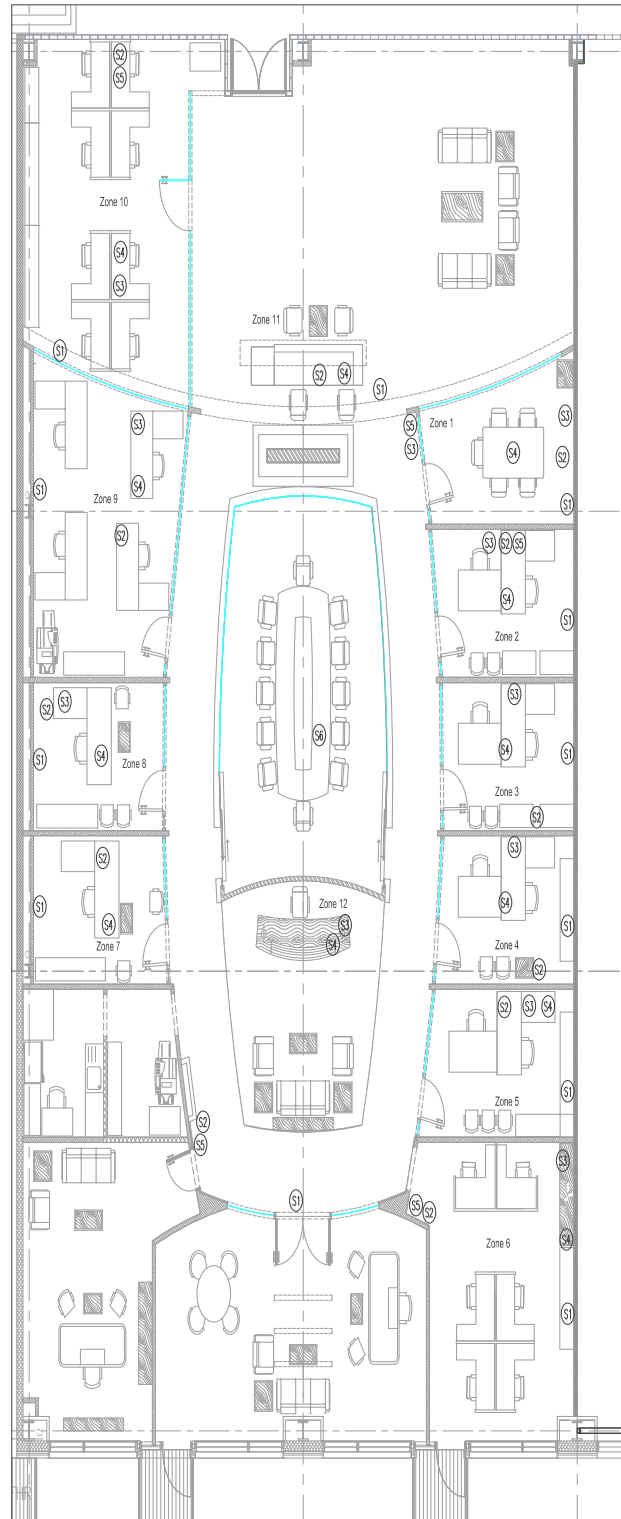 S2
S5
Zone 10
S4
S3
Zone 11
S1
S2
S4
S1
S3
S5
S3
Zone 1
S3
S4
S2
S4
S1
Zone 9
S1
S2
S3
S2
S5
S4
S1
Zone 2
S3
S2
S3
S4
S1
Zone 8
S6
S4
S1
Zone 3
S2
S2
S3
S1
S4
Zone 7
Zone 12
S3
S4
S4
S1
Zone 4
S2
S2
S3
S4
S1
Zone 5
S2
S5
S3
S1
S5
S2
Zone 6
S4
S1